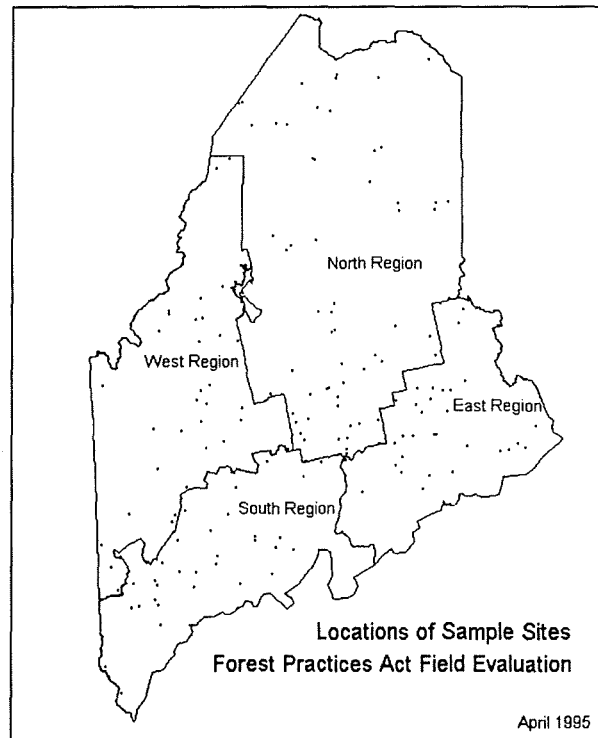 North Region
West Region
East Region
South Region
Locations of Sample Sites
Forest Practices Act Field Evaluation
April 1995